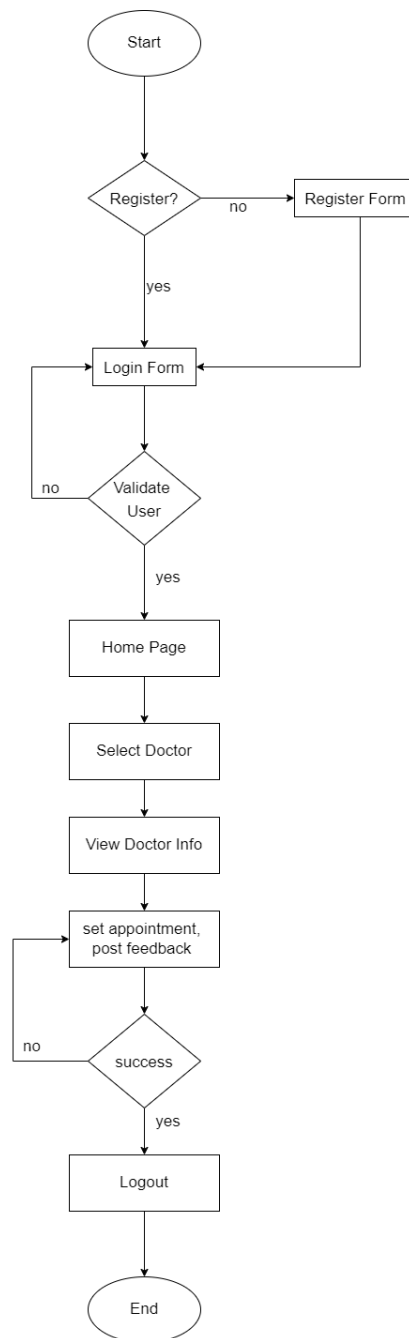 Start
Register?
no
Register Form
yes
Login Form
no
Validate
User
yes
Home Page
Select Doctor
View Doctor Info
set appointment,
post feedback
no
success
yes
Logout
End